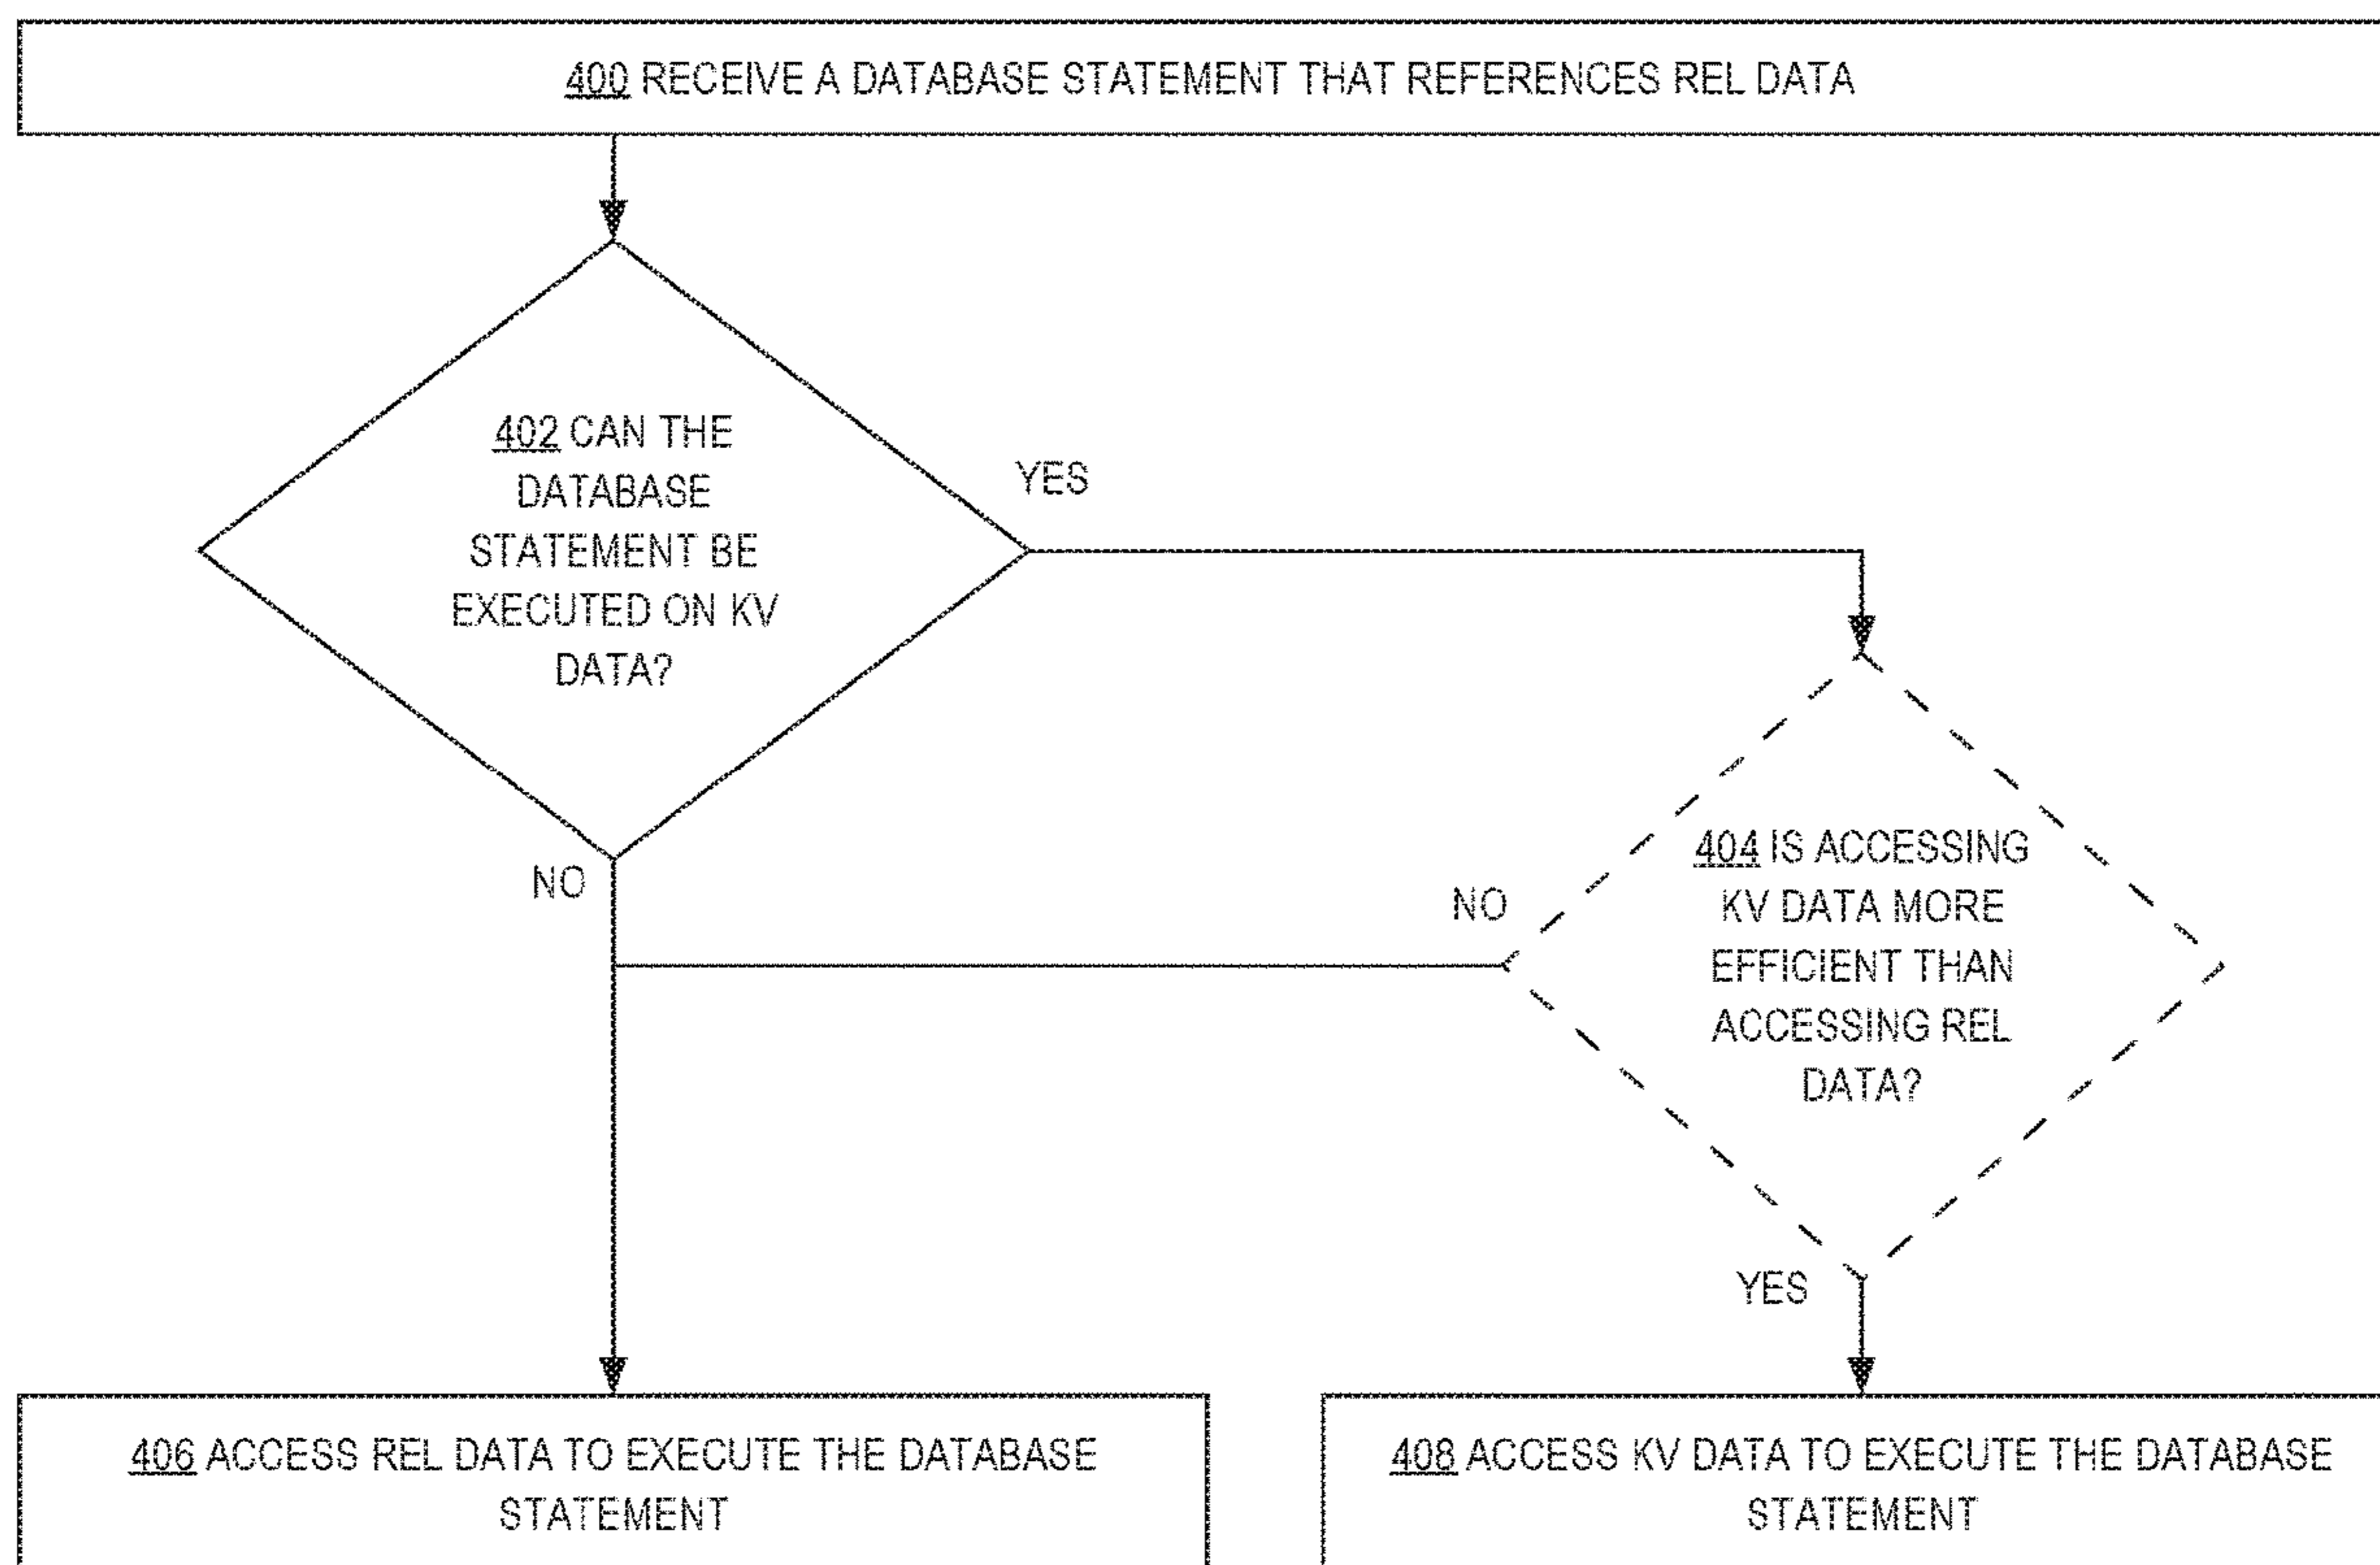 400 RECEIVE A DATABASE STATEMENT THAT REFERENCES REL DATA
402 CAN THE
DATABASE
STATEMENT BE
EXECUTED ON KV
DATA?
YES
NO
404 IS ACCESSING
KV DATA MORE
EFFICIENT THAN
ACCESSING REL
DATA?
NO
YES
406 ACCESS REL DATA TO EXECUTE THE DATABASE
STATEMENT
408 ACCESS KV DATA TO EXECUTE THE DATABASE
STATEMENT